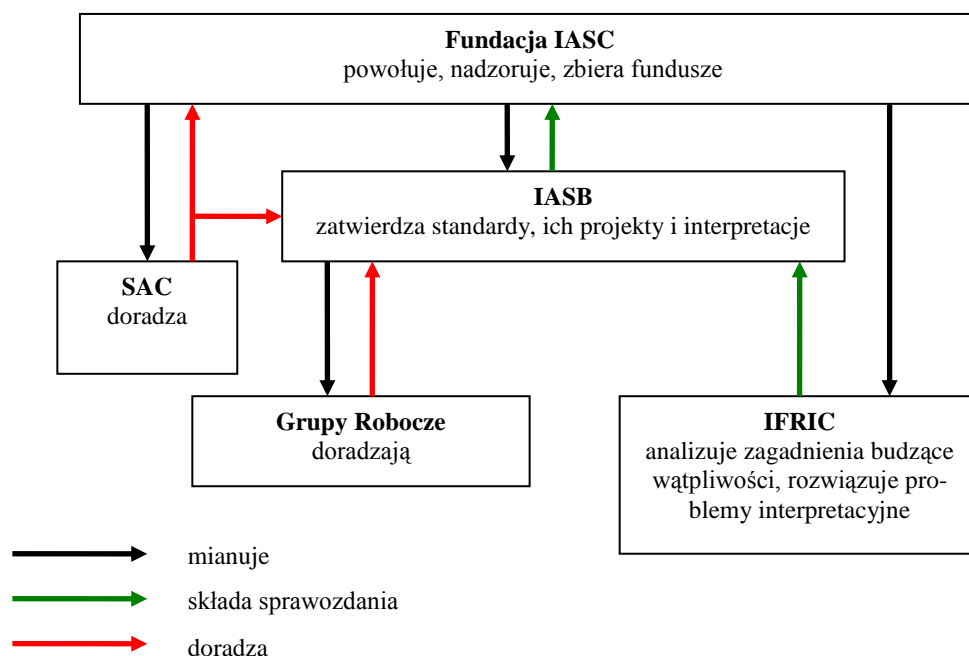 Fundacja IASC
powołuje, nadzoruje, zbiera fundusze
IASB
zatwierdza standardy, ich projekty i interpretacje
SAC
doradza
Grupy Robocze
doradzają
IFRIC
analizuje zagadnienia budzące
wątpliwości, rozwiązuje pro-
blemy interpretacyjne
mianuje
składa sprawozdania
doradza